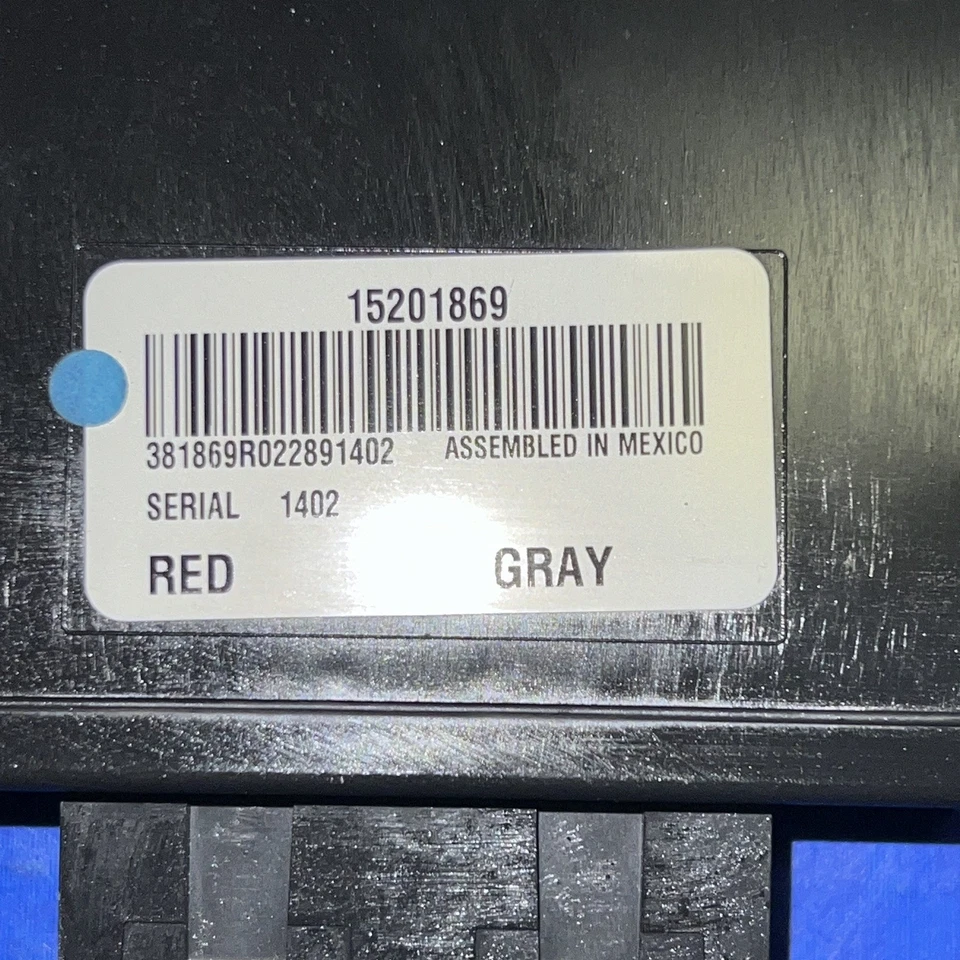 15201869
381869R022891402 ASSEMBLED IN MEXICO
SERIAL 1402
RED GRAY